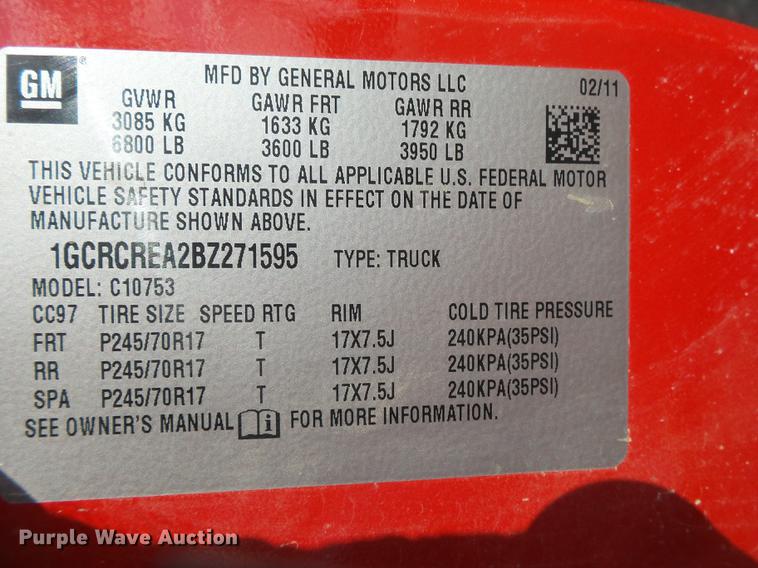 GM
MFD BY GENERAL MOTORS LLC 02/11
GVWR GAWR FRT GAWR RR
3085 KG 1633 KG 1792 KG
6800 LB 3600 LB 3950 LB
THIS VEHICLE CONFORMS TO ALL APPLICABLE U.S. FEDERAL MOTOR
VEHICLE SAFETY STANDARDS IN EFFECT ON THE DATE OF
MANUFACTURE SHOWN ABOVE.
1GCRCREA2BZ271595 TYPE: TRUCK
MODEL: C10753
CC97 TIRE SIZE SPEED RTG RIM COLD TIRE PRESSURE
FRT P245/70R17 T 17X7.5J 240KPA(35PSI)
RR P245/70R17 T 17X7.5J 240KPA(35PSI)
SPA P245/70R17 T 17X7.5J 240KPA(35PSI)
SEE OWNER'S MANUAL FOR MORE INFORMATION.
Purple Wave Auction